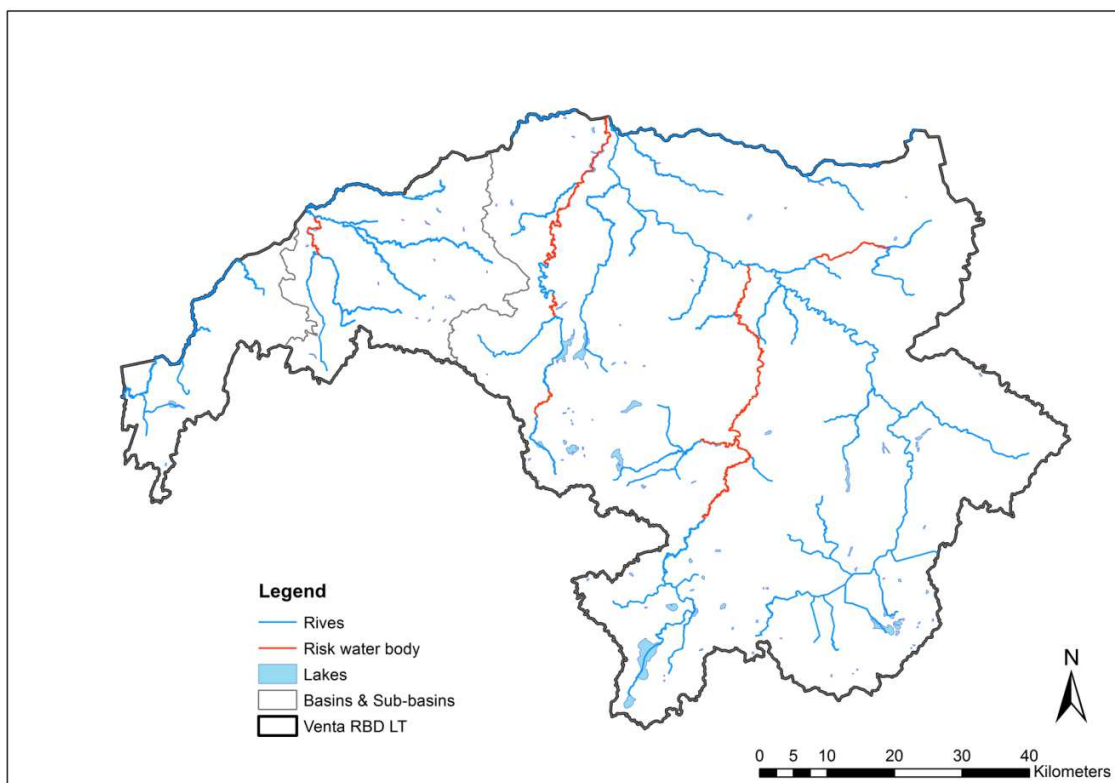 Legend
Rives
Risk water body
Lakes
Basins & Sub-basins
Venta RBD LT
N
0 5 10 20 30 40
Kilometers